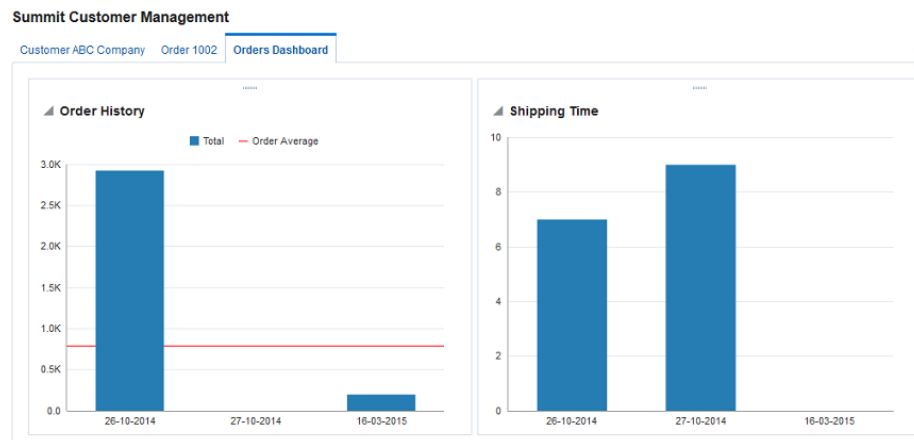 Summit Customer Management
Customer ABC Company Order 1002 Orders Dashboard
Order History
Total Order Average
3.0K
2.5K
2.0K
1.5K
1.0K
0.5K
0.0
26-10-2014 27-10-2014 16-03-2015
Shipping Time
10
8
6
4
2
0
26-10-2014 27-10-2014 16-03-2015